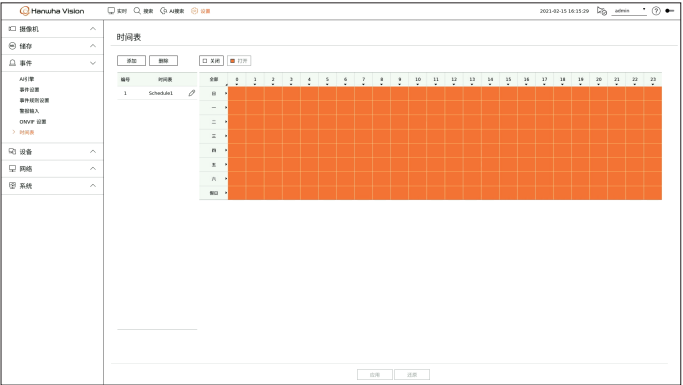 Hanwha Vision
实时 搜索 AI搜索 设置
2021-02-15 16:15:29 admin
摄像机
储存
事件
AI引擎
事件设置
事件规则设置
警报输入
ONVIF 设置
时间表
设备
网络
系统
时间表
添加 删除 关闭 打开
编号 时间表
1 Schedule1
全部 0 1 2 3 4 5 6 7 8 9 10 11 12 13 14 15 16 17 18 19 20 21 22 23
日
一
二
三
四
五
六
假日
应用 还原